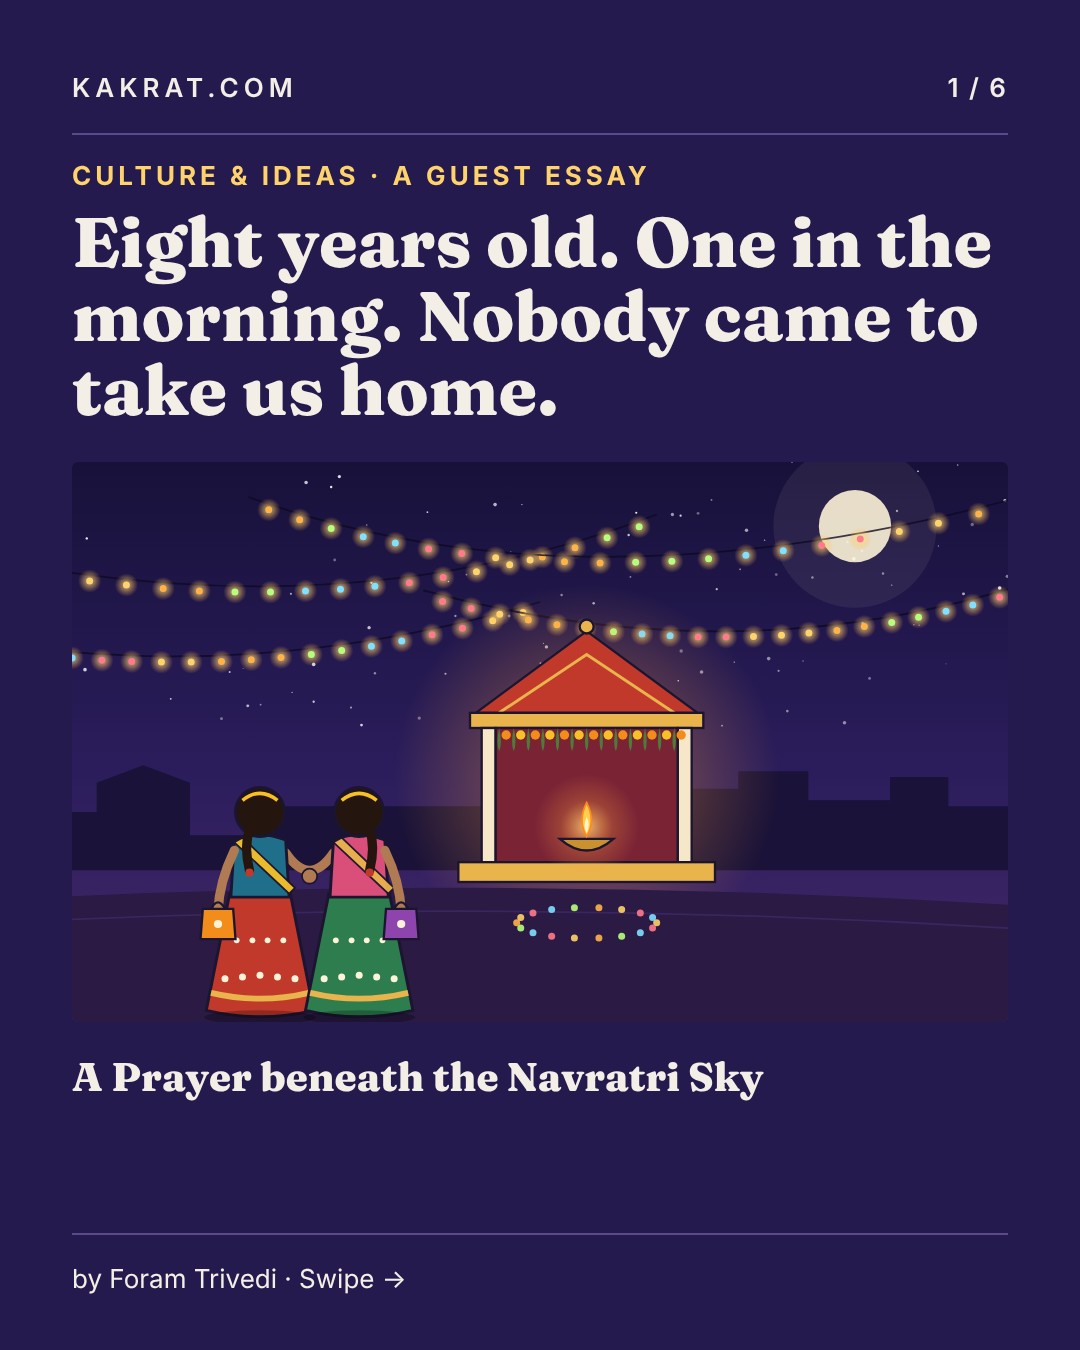 KAKRAT.COM
1 / 6
CULTURE & IDEAS · A GUEST ESSAY
Eight years old. One in the
morning. Nobody came to
take us home.
A Prayer beneath the Navratri Sky
by Foram Trivedi · Swipe →